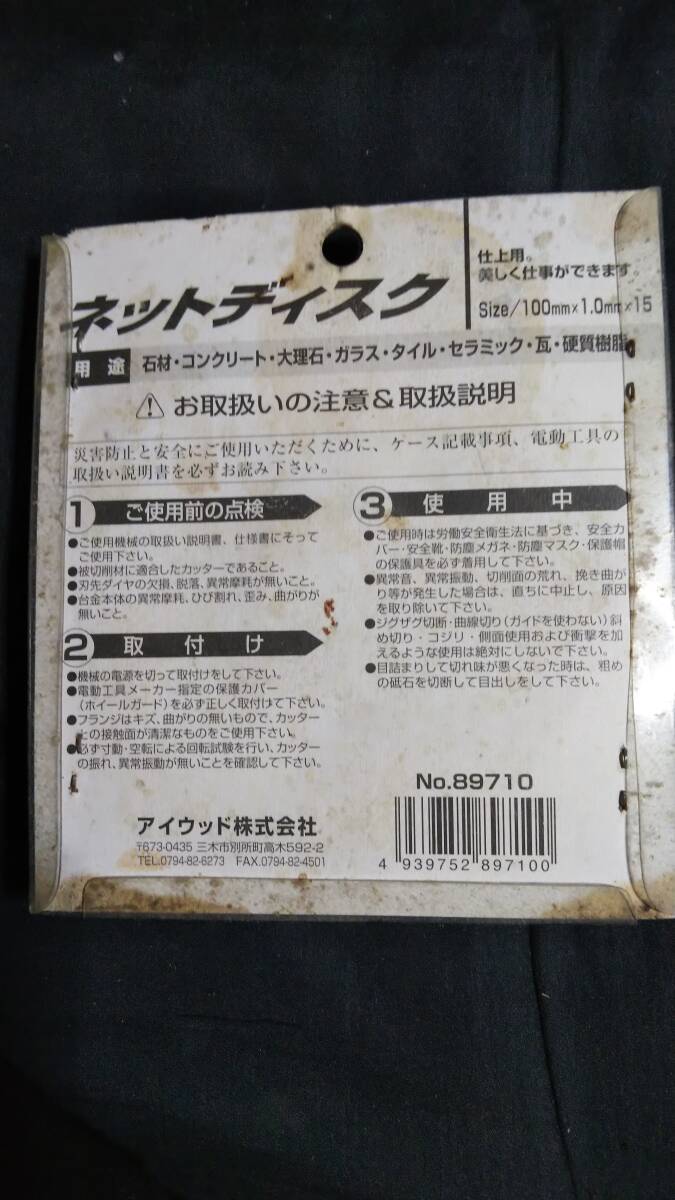 ネットディスク
仕上用。
美しく仕事ができます。
Size/100mm×1.0mm×15
用途 石材・コンクリート・大理石・ガラス・タイル・セラミック・瓦・硬質樹脂
⚠ お取扱いの注意&取扱説明
災害防止と安全にご使用いただくために、ケース記載事項、電動工具の
取扱い説明書を必ずお読み下さい。
1 ご使用前の点検
●ご使用機械の取扱い説明書、仕様書にそって
ご使用下さい。
●被切削材に適合したカッターであること。
●刃先ダイヤの欠損、脱落、異常摩耗が無いこと。
●台金本体の異常摩耗、ひび割れ、歪み、曲がりが
無いこと。
2 取付け
●機械の電源を切って取付けをして下さい。
●電動工具メーカー指定の保護カバー
（ホイールガード）を必ず正しく取付けて下さい。
●フランジはキズ、曲がりの無いもので、カッター
との接触面が清潔なものをご使用下さい。
●必ず寸動・空転による回転試験を行い、カッター
の振れ、異常振動が無いことを確認して下さい。
3 使用中
●ご使用時は労働安全衛生法に基づき、安全カ
バー・安全靴・防塵メガネ・防塵マスク・保護帽
の保護具を必ず着用して下さい。
●異常音、異常振動、切削面の荒れ、挽き曲が
り等が発生した場合は、直ちに中止し、原因
を取り除いて下さい。
●ジグザグ切断・曲線切り(ガイドを使わない)斜
め切り・コジリ・側面使用および衝撃を加
えるような使用は絶対にしないで下さい。
●目詰まりして切れ味が悪くなった時は、粗め
の砥石を切断して目出しをして下さい。
No.89710
アイウッド株式会社
〒673-0435 三木市別所町高木592-2
TEL.0794-82-6273 FAX.0794-82-4501
4 939752 897100